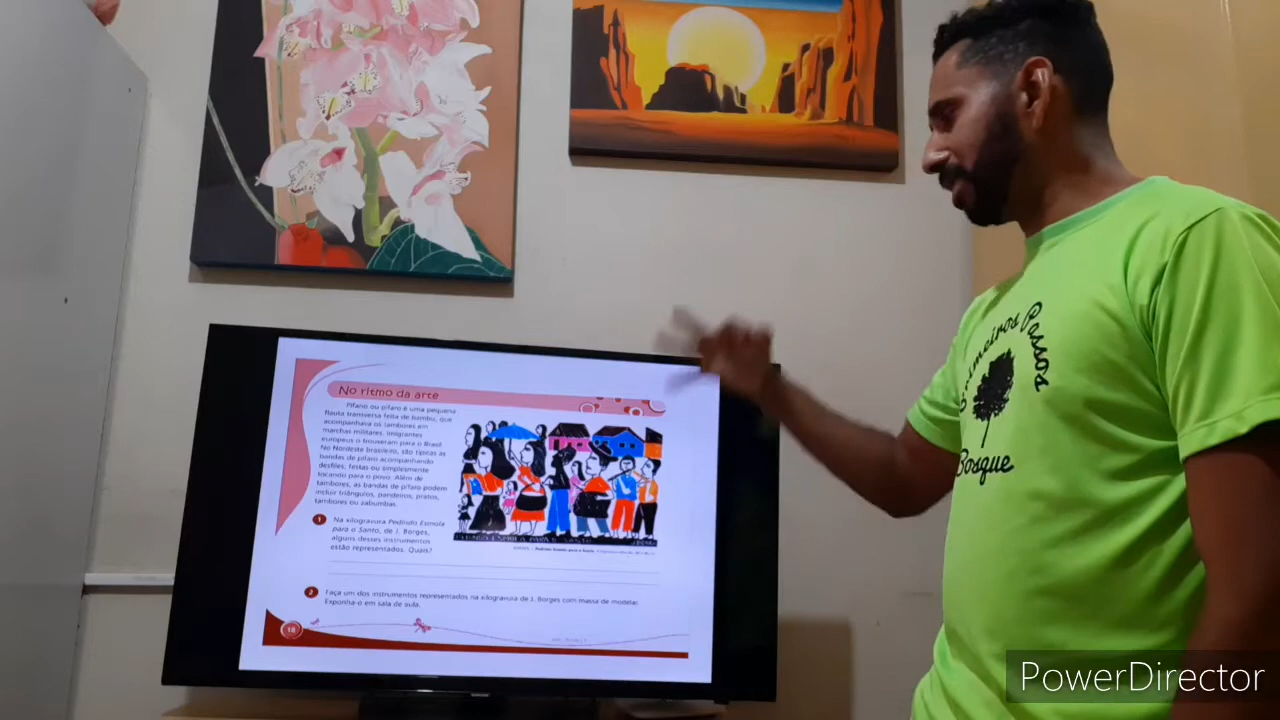 No ritmo da arte
Pífano ou pífaro é uma pequena
flauta transversa feita de bambu, que
acompanhava os tambores em
marchas militares. Imigrantes
europeus o trouxeram para o Brasil.
No Nordeste brasileiro, são típicas as
bandas de pífaro acompanhando
desfiles, festas ou simplesmente
tocando para o povo. Além de
tambores, as bandas de pífaro podem
incluir triângulos, pandeiros, pratos,
tambores ou zabumbas.
1 Na xilogravura Pedindo Esmola
para o Santo, de J. Borges,
alguns desses instrumentos
estão representados. Quais?
2 Faça um dos instrumentos representados na xilogravura de J. Borges com massa de modelar.
Exponha-o em sala de aula.
18
Primeiros Passos
Bosque
PowerDirector